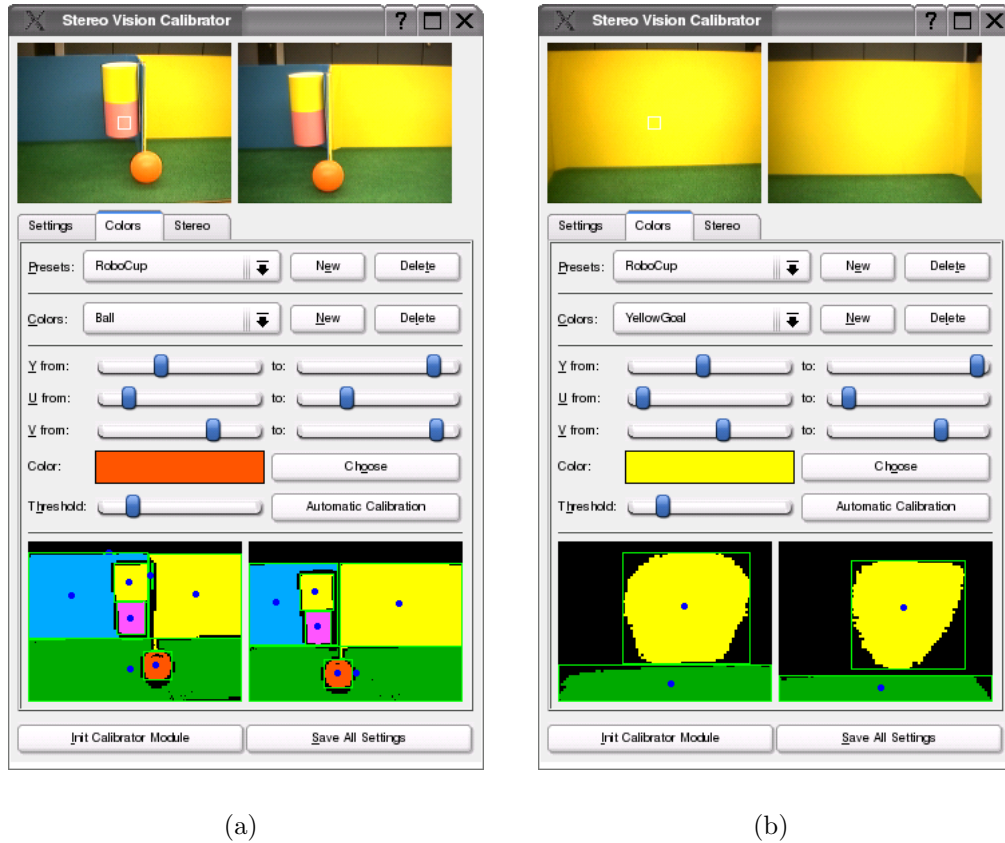 Stereo Vision Calibrator ?
Settings Colors Stereo
Presets: RoboCup New Delete
Colors: Ball New Delete
Y from: to:
U from: to:
V from: to:
Color: Choose
Threshold: Automatic Calibration
Init Calibrator Module Save All Settings
(a)
Stereo Vision Calibrator ?
Settings Colors Stereo
Presets: RoboCup New Delete
Colors: YellowGoal New Delete
Y from: to:
U from: to:
V from: to:
Color: Choose
Threshold: Automatic Calibration
Init Calibrator Module Save All Settings
(b)